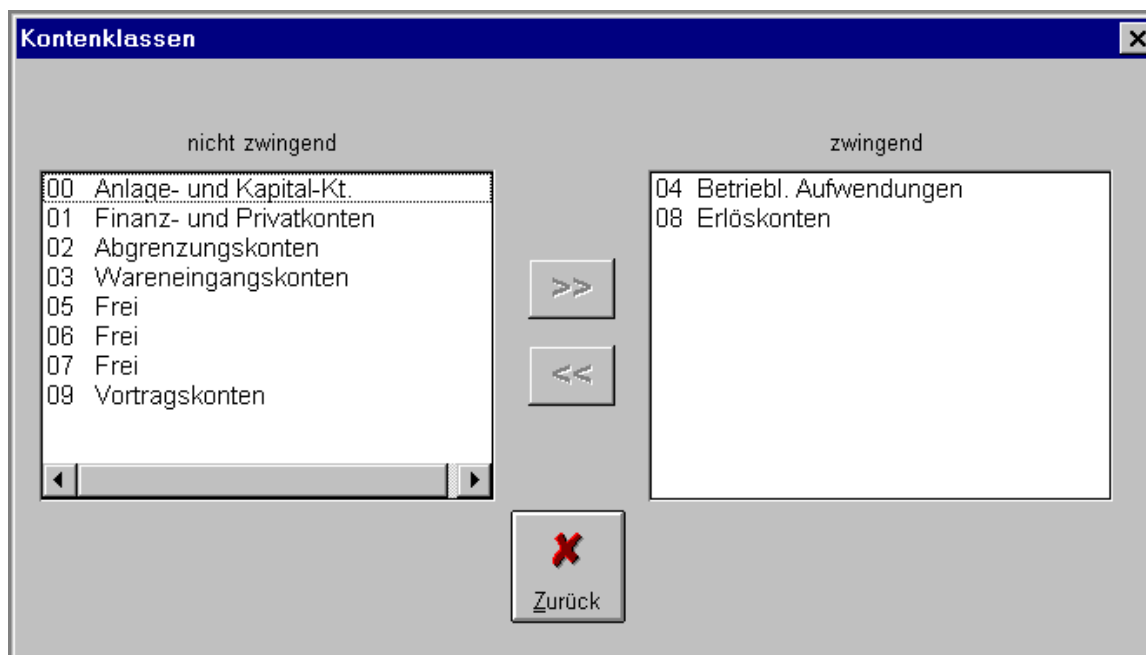 Kontenklassen
nicht zwingend
00 Anlage- und Kapital-Kt.
01 Finanz- und Privatkonten
02 Abgrenzungskonten
03 Wareneingangskonten
05 Frei
06 Frei
07 Frei
09 Vortragskonten
>>
<<
zwingend
04 Betriebl. Aufwendungen
08 Erlöskonten
Zurück